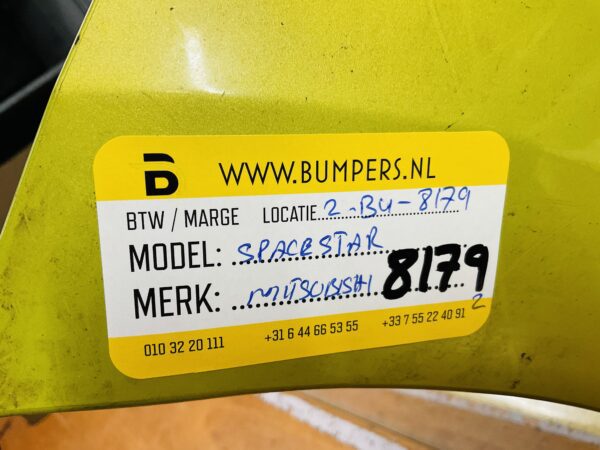 B WWW.BUMPERS.NL
BTW / MARGE LOCATIE 2-BU-8179
MODEL: SPACESTAR
MERK: MITSUBISHI 8179
2
010 32 20 111 +31 6 44 66 53 55 +33 7 55 22 40 91